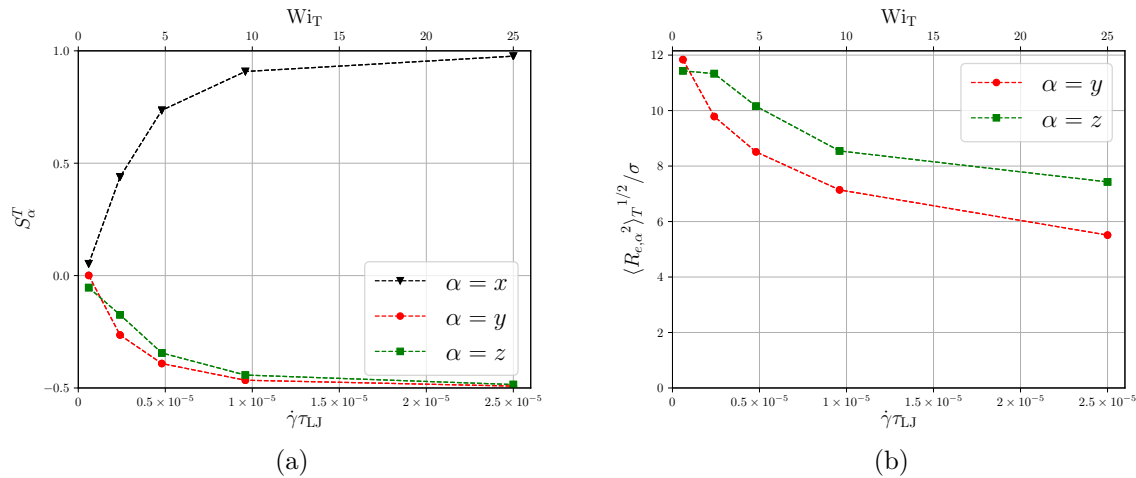 Wi_T
0 5 10 15 20 25
1.0
0.5
0.0
−0.5
S_α^T
α = x
α = y
α = z
0 0.5 × 10⁻⁵ 1 × 10⁻⁵ 1.5 × 10⁻⁵ 2 × 10⁻⁵ 2.5 × 10⁻⁵
γ̇τ_LJ
(a)
Wi_T
0 5 10 15 20 25
12
10
8
6
4
2
0
⟨R_{e,α}²⟩_T^{1/2}/σ
α = y
α = z
0 0.5 × 10⁻⁵ 1 × 10⁻⁵ 1.5 × 10⁻⁵ 2 × 10⁻⁵ 2.5 × 10⁻⁵
γ̇τ_LJ
(b)